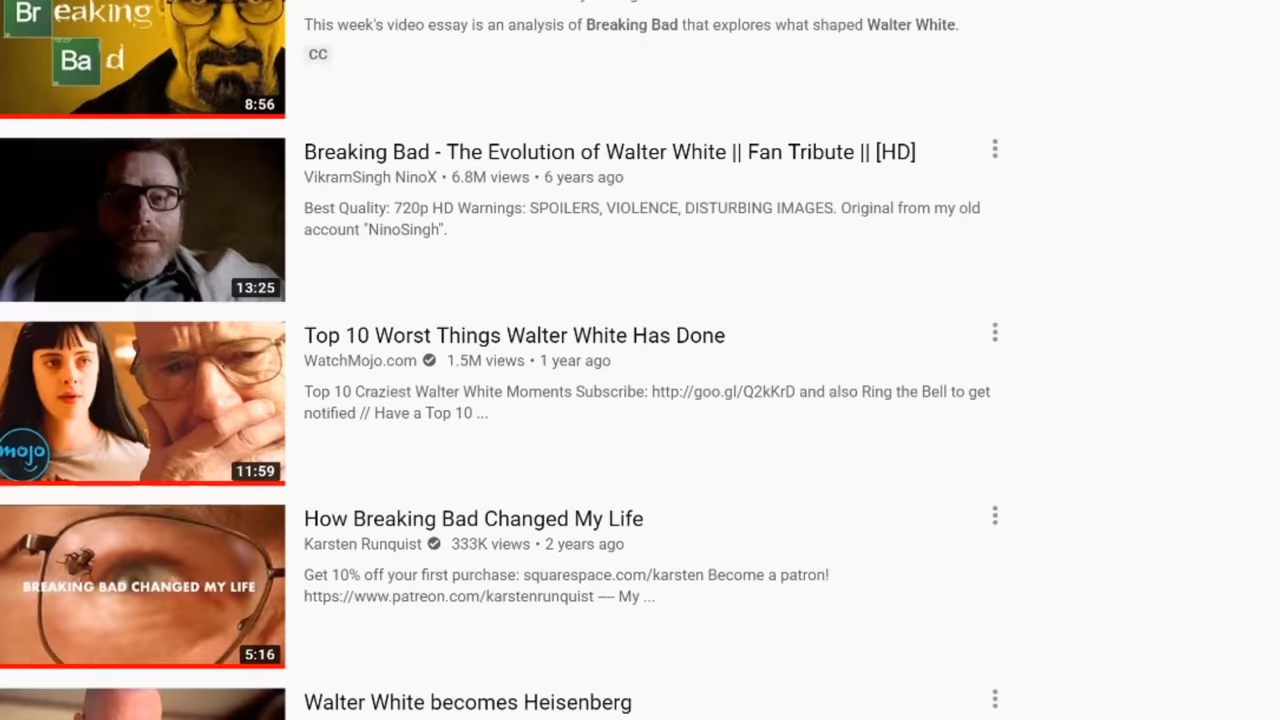 Breaking
Bad
8:56
This week's video essay is an analysis of Breaking Bad that explores what shaped Walter White.
CC
Breaking Bad - The Evolution of Walter White || Fan Tribute || [HD]
VikramSingh NinoX • 6.8M views • 6 years ago
Best Quality: 720p HD Warnings: SPOILERS, VIOLENCE, DISTURBING IMAGES. Original from my old
account "NinoSingh".
13:25
Top 10 Worst Things Walter White Has Done
WatchMojo.com 1.5M views • 1 year ago
Top 10 Craziest Walter White Moments Subscribe: http://goo.gl/Q2kKrD and also Ring the Bell to get
notified // Have a Top 10 ...
mojo
11:59
How Breaking Bad Changed My Life
Karsten Runquist 333K views • 2 years ago
Get 10% off your first purchase: squarespace.com/karsten Become a patron!
https://www.patreon.com/karstenrunquist –– My ...
BREAKING BAD CHANGED MY LIFE
5:16
Walter White becomes Heisenberg